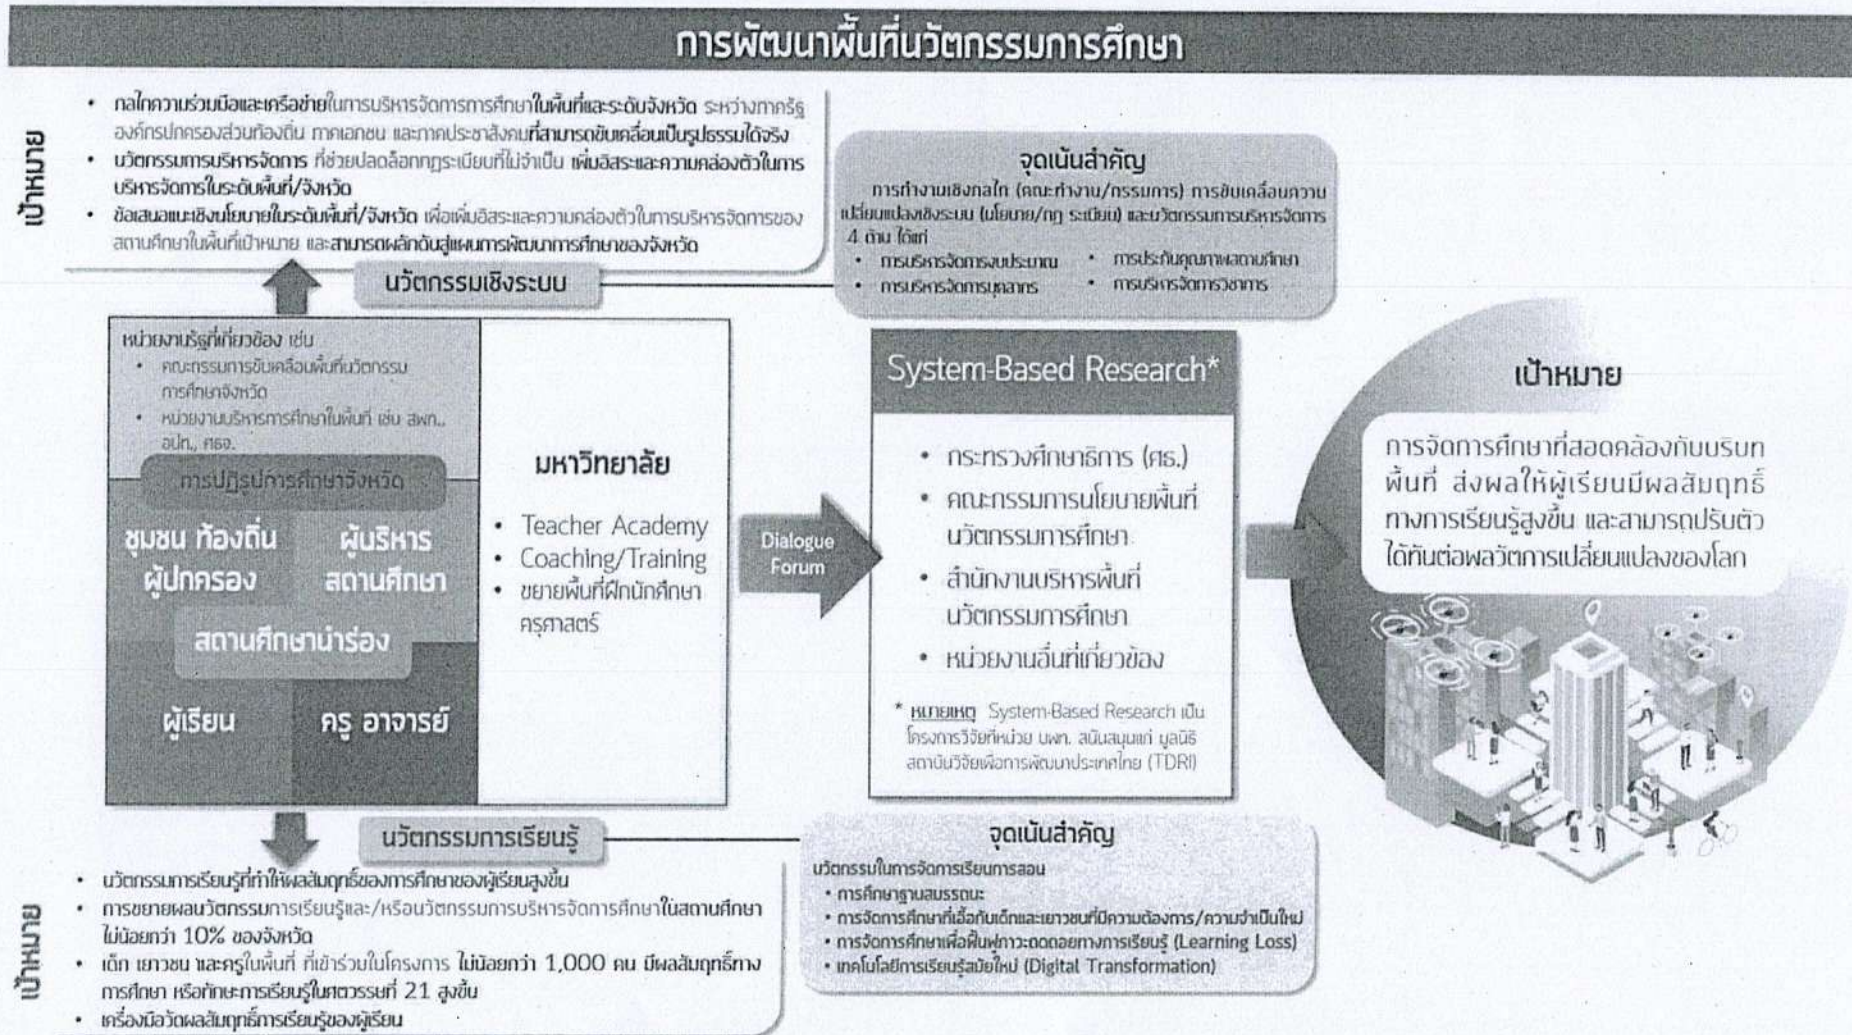 การพัฒนาพื้นที่นวัตกรรมการศึกษา
เป้าหมาย
• กลไกความร่วมมือและเครือข่ายในการบริหารจัดการการศึกษาในพื้นที่และระดับจังหวัด ระหว่างภาครัฐ
องค์กรปกครองส่วนท้องถิ่น ภาคเอกชน และภาคประชาสังคมที่สามารถขับเคลื่อนเป็นรูปธรรมได้จริง
• นวัตกรรมการบริหารจัดการ ที่ช่วยปลดล็อกกฎระเบียบที่ไม่จำเป็น เพิ่มอิสระและความคล่องตัวในการ
บริหารจัดการในระดับพื้นที่/จังหวัด
• ข้อเสนอแนะเชิงนโยบายในระดับพื้นที่/จังหวัด เพื่อเพิ่มอิสระและความคล่องตัวในการบริหารจัดการของ
สถานศึกษาในพื้นที่เป้าหมาย และสามารถผลักดันสู่แผนการพัฒนาการศึกษาของจังหวัด
นวัตกรรมเชิงระบบ
จุดเน้นสำคัญ
การทำงานเชิงกลไก (คณะทำงาน/กรรมการ) การขับเคลื่อนความ
เปลี่ยนแปลงเชิงระบบ (นโยบาย/กฎ ระเบียบ) และนวัตกรรมการบริหารจัดการ
4 ด้าน ได้แก่
• การบริหารจัดการงบประมาณ • การประกันคุณภาพสถานศึกษา
• การบริหารจัดการบุคลากร • การบริหารจัดการวิชาการ
หน่วยงานรัฐที่เกี่ยวข้อง เช่น
• คณะกรรมการขับเคลื่อนพื้นที่นวัตกรรม
การศึกษาจังหวัด
• หน่วยงานบริหารการศึกษาในพื้นที่ เช่น สพท.,
อปท., ศธจ.
การปฏิรูปการศึกษาจังหวัด
ชุมชน ท้องถิ่น
ผู้ปกครอง
ผู้บริหาร
สถานศึกษา
สถานศึกษานำร่อง
ผู้เรียน
ครู อาจารย์
มหาวิทยาลัย
• Teacher Academy
• Coaching/Training
• ขยายพื้นที่ฝึกนักศึกษา
ครุศาสตร์
Dialogue
Forum
System-Based Research*
• กระทรวงศึกษาธิการ (ศธ.)
• คณะกรรมการนโยบายพื้นที่
นวัตกรรมการศึกษา
• สำนักงานบริหารพื้นที่
นวัตกรรมการศึกษา
• หน่วยงานอื่นที่เกี่ยวข้อง
* หมายเหตุ System-Based Research เป็น
โครงการวิจัยที่หน่วย บพท. สนับสนุนแก่ มูลนิธิ
สถาบันวิจัยเพื่อการพัฒนาประเทศไทย (TDRI)
เป้าหมาย
การจัดการศึกษาที่สอดคล้องกับบริบท
พื้นที่ ส่งผลให้ผู้เรียนมีผลสัมฤทธิ์
ทางการเรียนรู้สูงขึ้น และสามารถปรับตัว
ได้ทันต่อพลวัตการเปลี่ยนแปลงของโลก
นวัตกรรมการเรียนรู้
เป้าหมาย
• นวัตกรรมการเรียนรู้ที่ทำให้ผลสัมฤทธิ์ของการศึกษาของผู้เรียนสูงขึ้น
• การขยายผลนวัตกรรมการเรียนรู้และ/หรือนวัตกรรมการบริหารจัดการศึกษาในสถานศึกษา
ไม่น้อยกว่า 10% ของจังหวัด
• เด็ก เยาวชน และครูในพื้นที่ ที่เข้าร่วมในโครงการ ไม่น้อยกว่า 1,000 คน มีผลสัมฤทธิ์ทาง
การศึกษา หรือทักษะการเรียนรู้ในศตวรรษที่ 21 สูงขึ้น
• เครื่องมือวัดผลสัมฤทธิ์การเรียนรู้ของผู้เรียน
จุดเน้นสำคัญ
นวัตกรรมในการจัดการเรียนการสอน
• การศึกษาฐานสมรรถนะ
• การจัดการศึกษาที่เอื้อกับเด็กและเยาวชนที่มีความต้องการ/ความจำเป็นใหม่
• การจัดการศึกษาเพื่อฟื้นฟูภาวะถดถอยทางการเรียนรู้ (Learning Loss)
• เทคโนโลยีการเรียนรู้สมัยใหม่ (Digital Transformation)